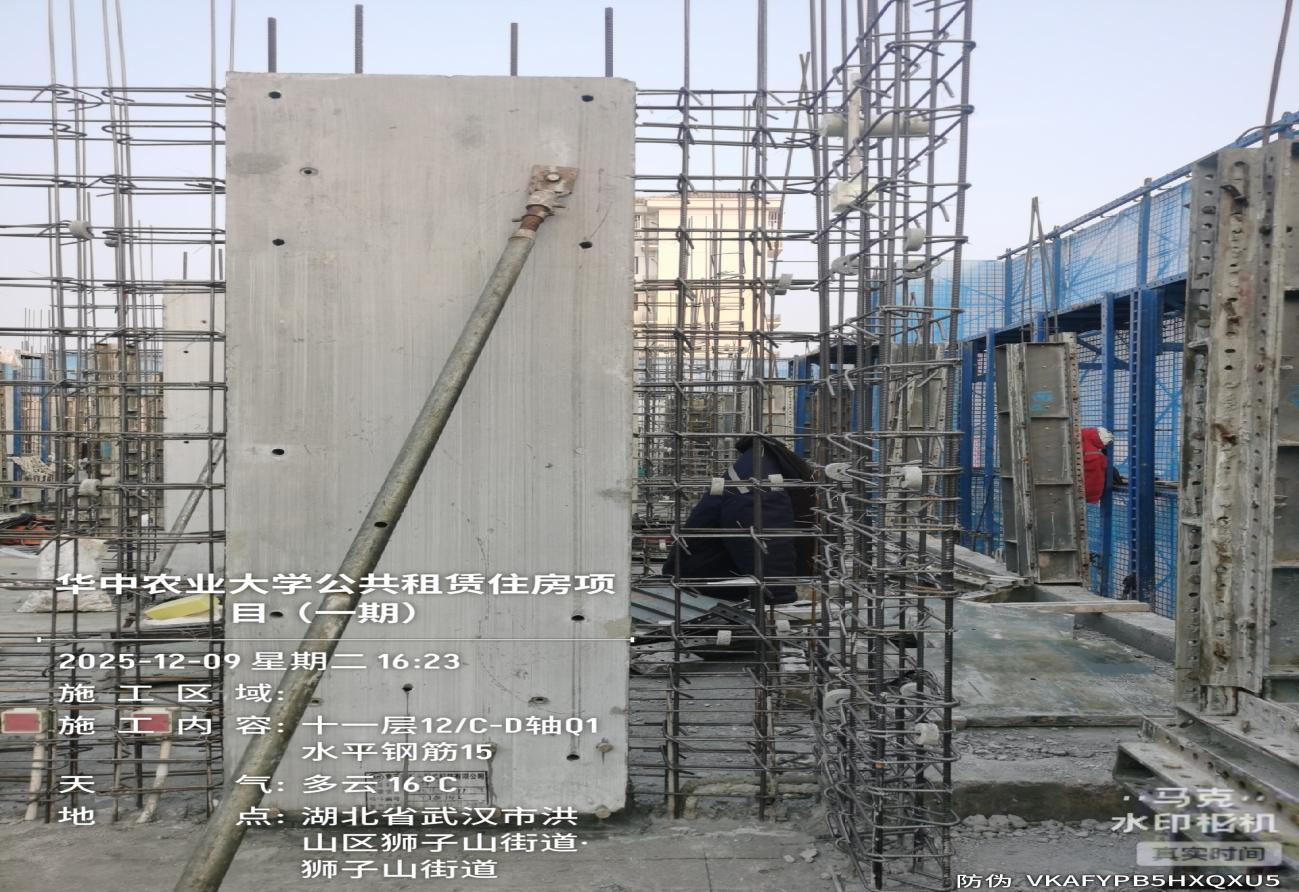 华中农业大学公共租赁住房项
目（一期）
2025-12-09 星期二 16:23
施工区域:
施工内容: 十一层12/C-D轴Q1
水平钢筋15
天气: 多云 16°C
地点: 湖北省武汉市洪
山区狮子山街道·
狮子山街道
马克
水印相机
真实时间
防伪 VKAFYPB5HXQXU5